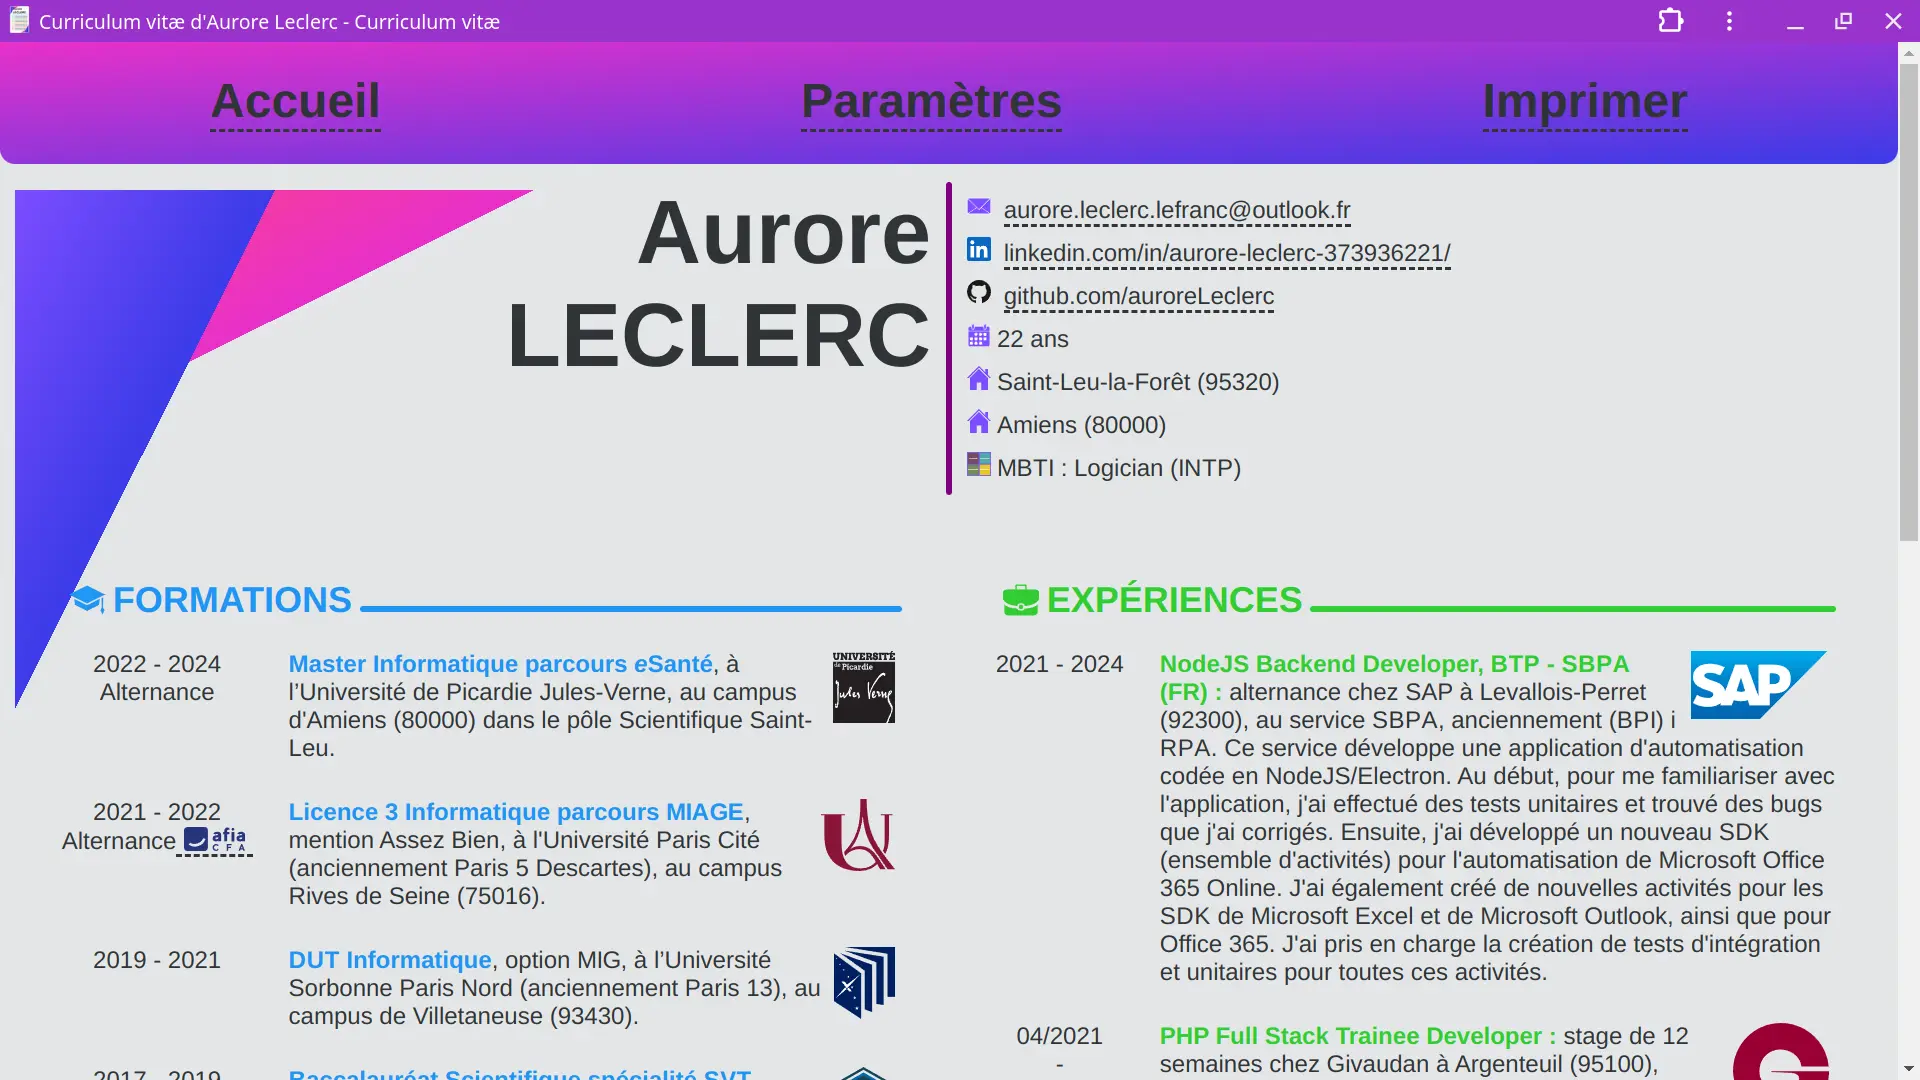 Curriculum vitæ d'Aurore Leclerc - Curriculum vitæ
Accueil
Paramètres
Imprimer
Aurore
LECLERC
aurore.leclerc.lefranc@outlook.fr
linkedin.com/in/aurore-leclerc-373936221/
github.com/auroreLeclerc
22 ans
Saint-Leu-la-Forêt (95320)
Amiens (80000)
MBTI : Logician (INTP)
FORMATIONS
2022 - 2024
Alternance
Master Informatique parcours eSanté, à
l’Université de Picardie Jules-Verne, au campus
d'Amiens (80000) dans le pôle Scientifique Saint-
Leu.
UNIVERSITÉ
de Picardie
Jules Verne
2021 - 2022
Alternance
afia
CFA
Licence 3 Informatique parcours MIAGE,
mention Assez Bien, à l'Université Paris Cité
(anciennement Paris 5 Descartes), au campus
Rives de Seine (75016).
2019 - 2021
DUT Informatique, option MIG, à l’Université
Sorbonne Paris Nord (anciennement Paris 13), au
campus de Villetaneuse (93430).
2017 - 2019
Baccalauréat Scientifique spécialité SVT
EXPÉRIENCES
2021 - 2024
NodeJS Backend Developer, BTP - SBPA
(FR) : alternance chez SAP à Levallois-Perret
(92300), au service SBPA, anciennement (BPI) i
RPA. Ce service développe une application d'automatisation
codée en NodeJS/Electron. Au début, pour me familiariser avec
l'application, j'ai effectué des tests unitaires et trouvé des bugs
que j'ai corrigés. Ensuite, j'ai développé un nouveau SDK
(ensemble d'activités) pour l'automatisation de Microsoft Office
365 Online. J'ai également créé de nouvelles activités pour les
SDK de Microsoft Excel et de Microsoft Outlook, ainsi que pour
Office 365. J'ai pris en charge la création de tests d'intégration
et unitaires pour toutes ces activités.
SAP
04/2021
-
PHP Full Stack Trainee Developer : stage de 12
semaines chez Givaudan à Argenteuil (95100),